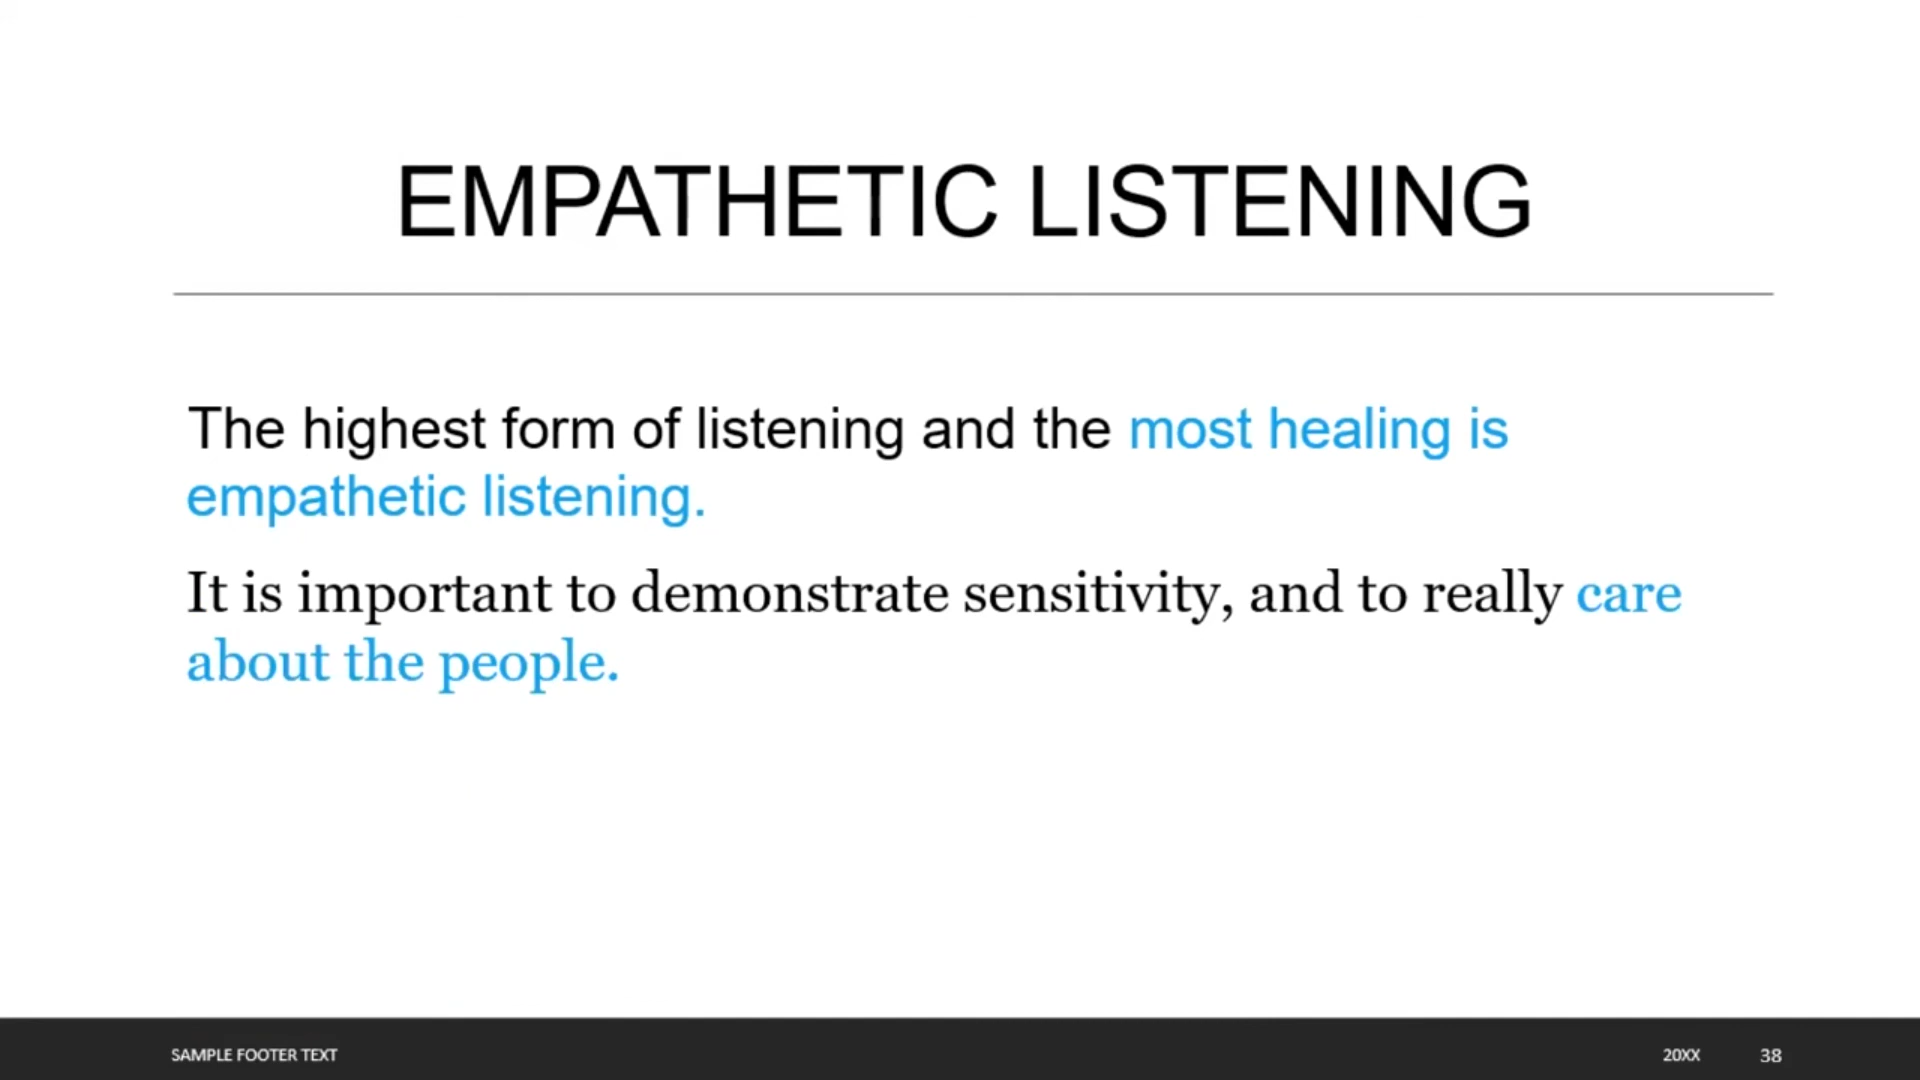 EMPATHETIC LISTENING
The highest form of listening and the most healing is
empathetic listening.
It is important to demonstrate sensitivity, and to really care
about the people.
SAMPLE FOOTER TEXT
20XX
38